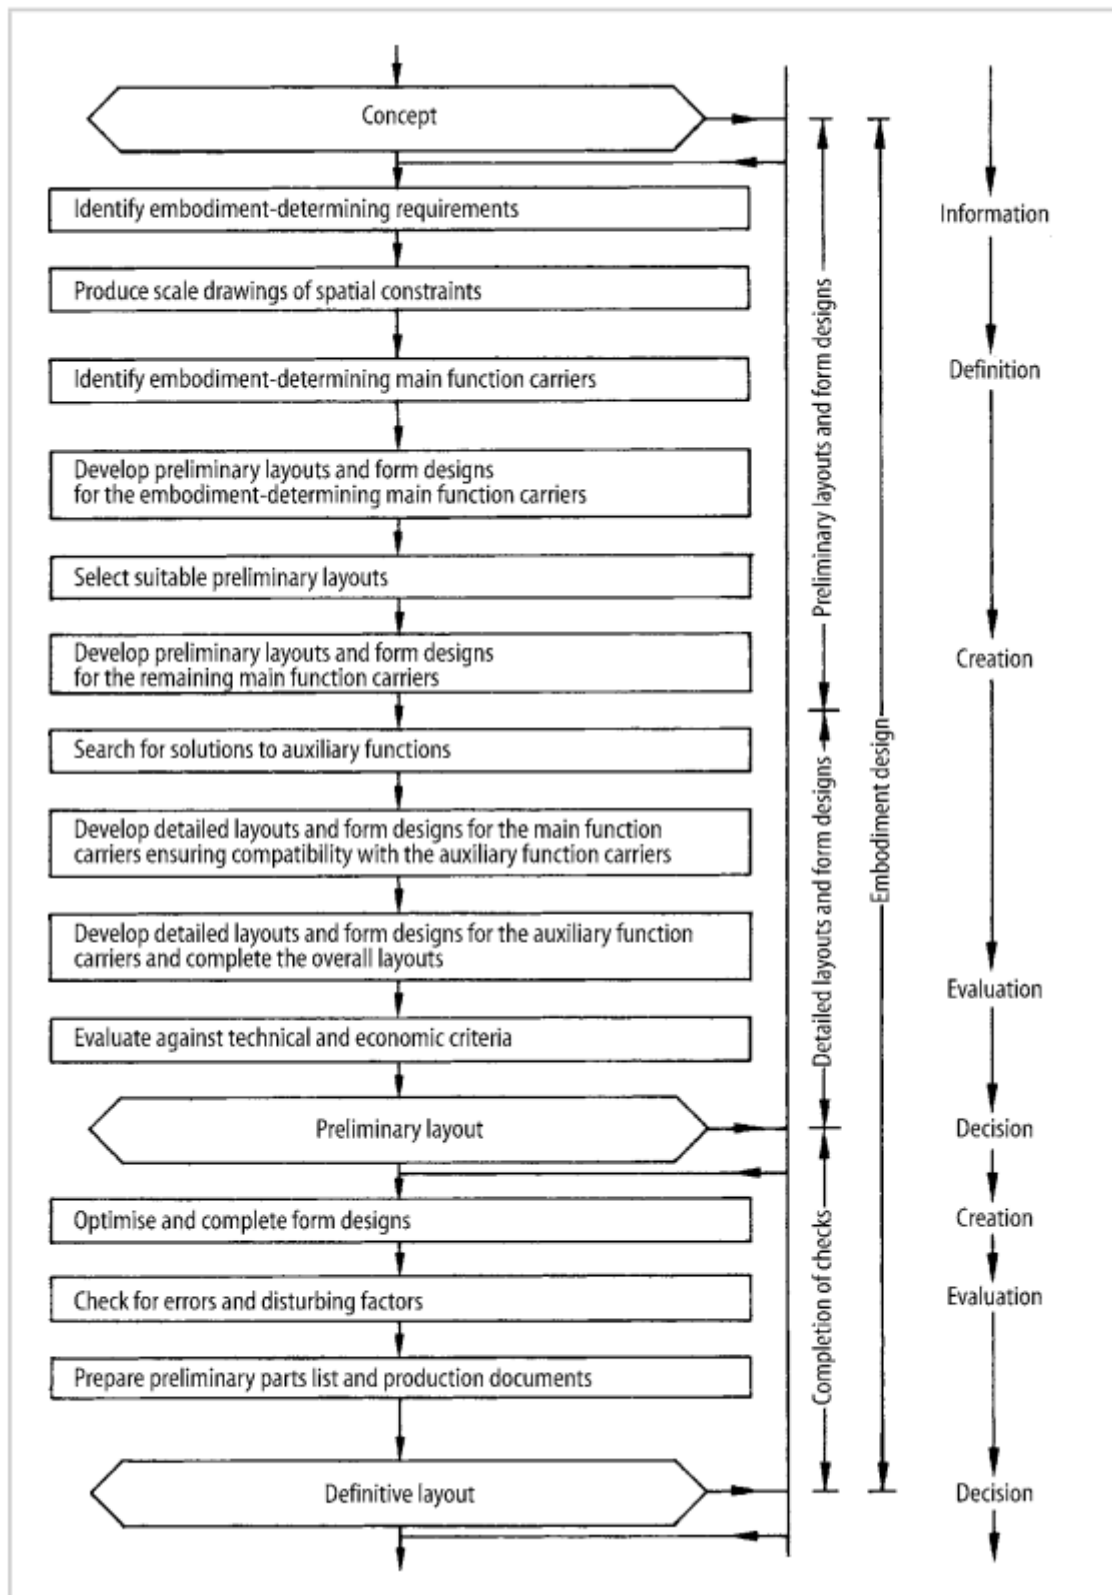 Concept
Identify embodiment-determining requirements
Produce scale drawings of spatial constraints
Identify embodiment-determining main function carriers
Develop preliminary layouts and form designs
for the embodiment-determining main function carriers
Select suitable preliminary layouts
Develop preliminary layouts and form designs
for the remaining main function carriers
Search for solutions to auxiliary functions
Develop detailed layouts and form designs for the main function
carriers ensuring compatibility with the auxiliary function carriers
Develop detailed layouts and form designs for the auxiliary function
carriers and complete the overall layouts
Evaluate against technical and economic criteria
Preliminary layout
Optimise and complete form designs
Check for errors and disturbing factors
Prepare preliminary parts list and production documents
Definitive layout
Preliminary layouts and form designs
Detailed layouts and form designs
Completion of checks
Embodiment design
Information
Definition
Creation
Evaluation
Decision
Creation
Evaluation
Decision